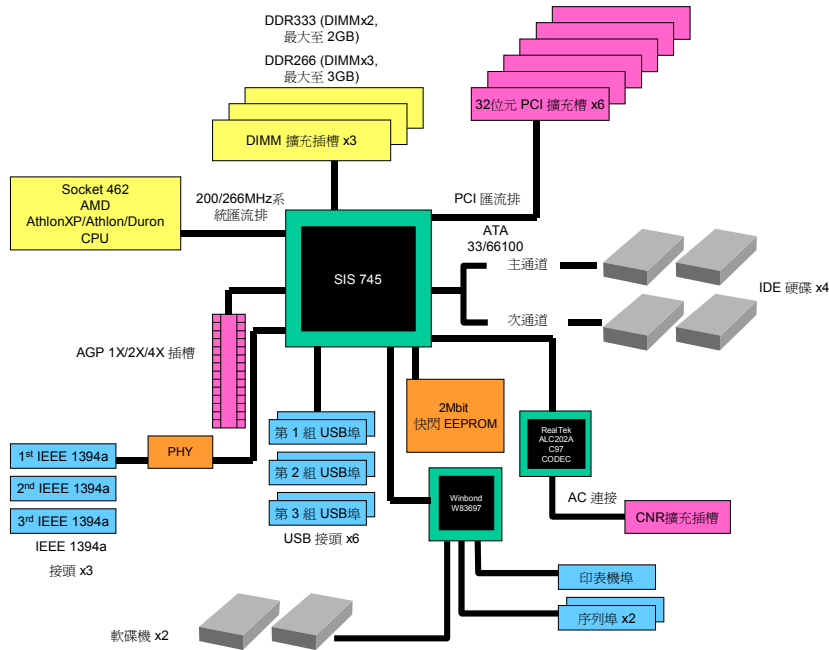 DDR333 (DIMMx2,
最大至 2GB)
DDR266 (DIMMx3,
最大至 3GB)
DIMM 擴充插槽 x3
32位元 PCI 擴充槽 x6
Socket 462
AMD
AthlonXP/Athlon/Duron
CPU
200/266MHz系
統匯流排
PCI 匯流排
SIS 745
ATA
33/66100
主通道
次通道
IDE 硬碟 x4
AGP 1X/2X/4X 插槽
2Mbit
快閃 EEPROM
RealTek
ALC202A
C97
CODEC
1st IEEE 1394a
2nd IEEE 1394a
3rd IEEE 1394a
IEEE 1394a
接頭 x3
PHY
第 1 組 USB埠
第 2 組 USB埠
第 3 組 USB埠
USB 接頭 x6
Winbond
W83697
AC 連接
CNR擴充插槽
印表機埠
序列埠 x2
軟碟機 x2